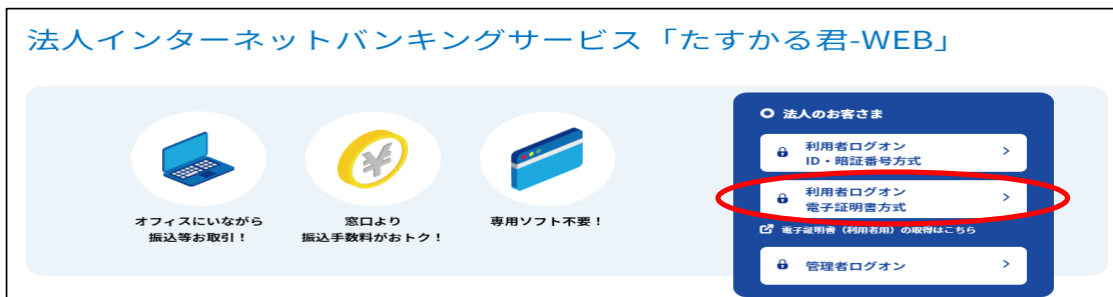 法人インターネットバンキングサービス「たすかる君-WEB」
オフィスにいながら
振込等お取引！
¥
窓口より
振込手数料がおトク！
専用ソフト不要！
法人のお客さま
利用者ログオン
ID・暗証番号方式
利用者ログオン
電子証明書方式
電子証明書（利用者用）の取得はこちら
管理者ログオン